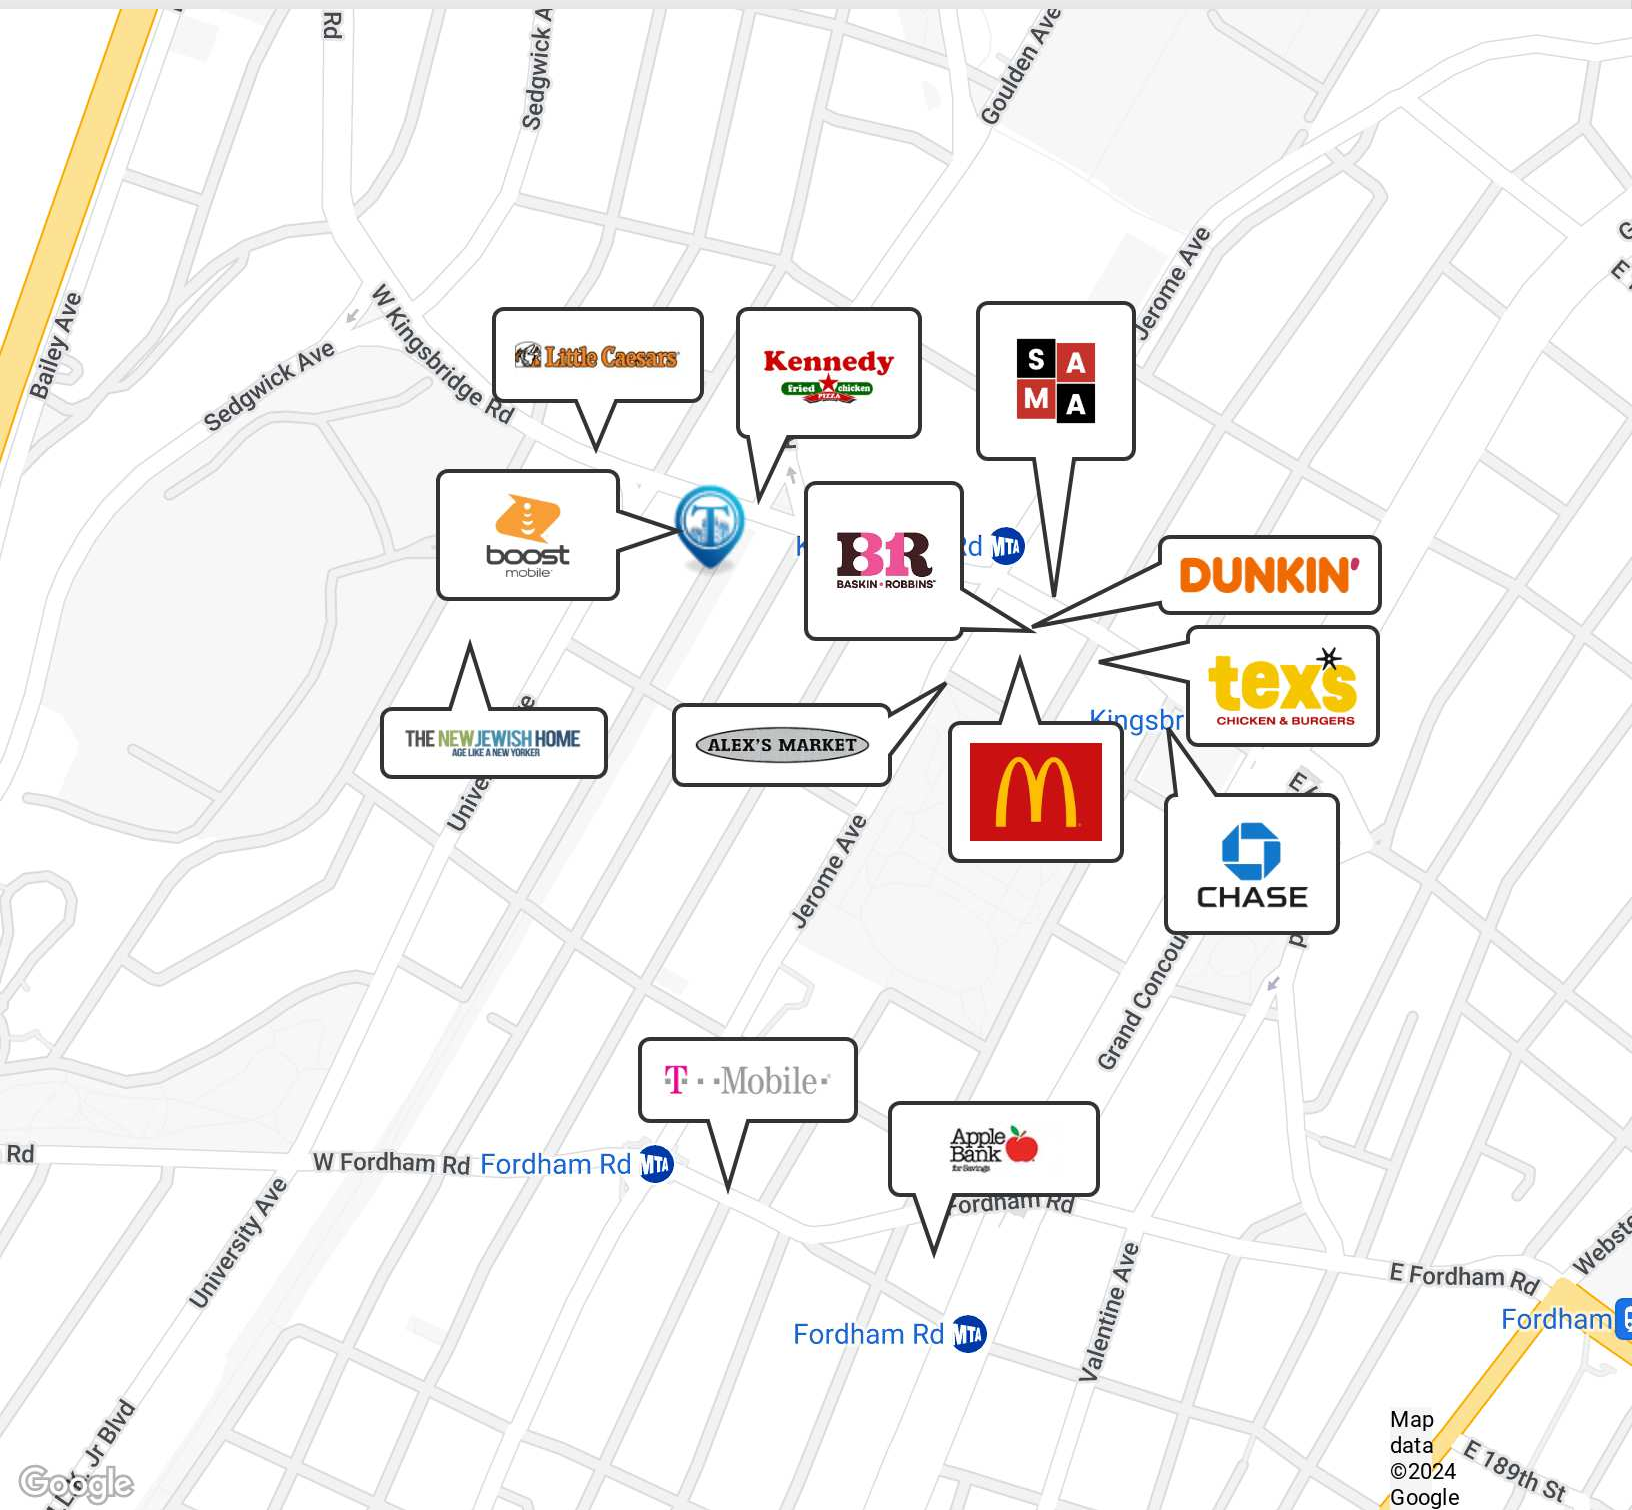 Rd
Sedgwick A
Goulden Ave
Bailey Ave
W Kingsbridge Rd
Sedgwick Ave
Jerome Ave
E
Little Caesars
Kennedy
fried chicken
PIZZA
S A
M A
boost
mobile
T
BR
BASKIN·ROBBINS
Rd MTA
DUNKIN'
texs
CHICKEN & BURGERS
Kingsbr
THE NEW JEWISH HOME
AGE LIKE A NEW YORKER
ALEX'S MARKET
M
CHASE
Jerome Ave
Grand Concou
T··Mobile·
Apple
Bank
for Savings
Rd
W Fordham Rd
Fordham Rd MTA
Fordham Rd
University Ave
Valentine Ave
E Fordham Rd
Webste
Fordham
Fordham Rd MTA
Jr Blvd
E 189th St
Map
data
©2024
Google
Google